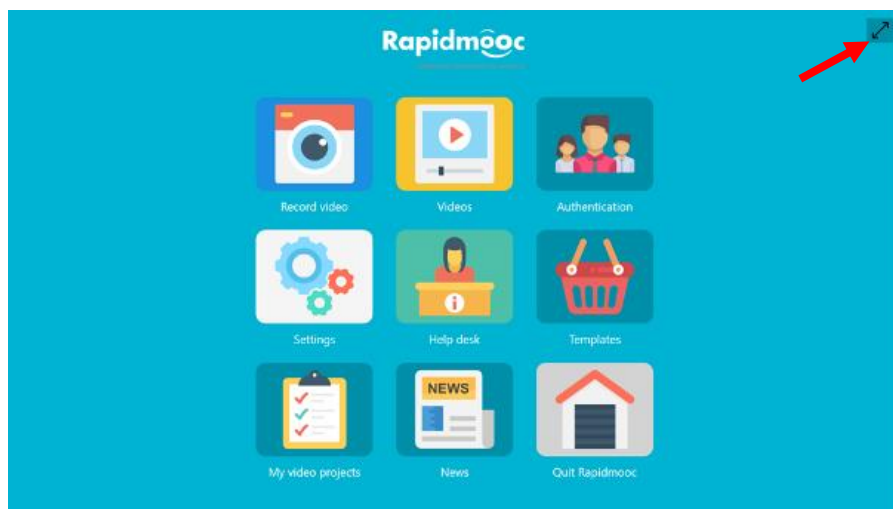 Rapidmooc
Record video
Videos
Authentication
Settings
Help desk
Templates
NEWS
My video projects
News
Quit Rapidmooc